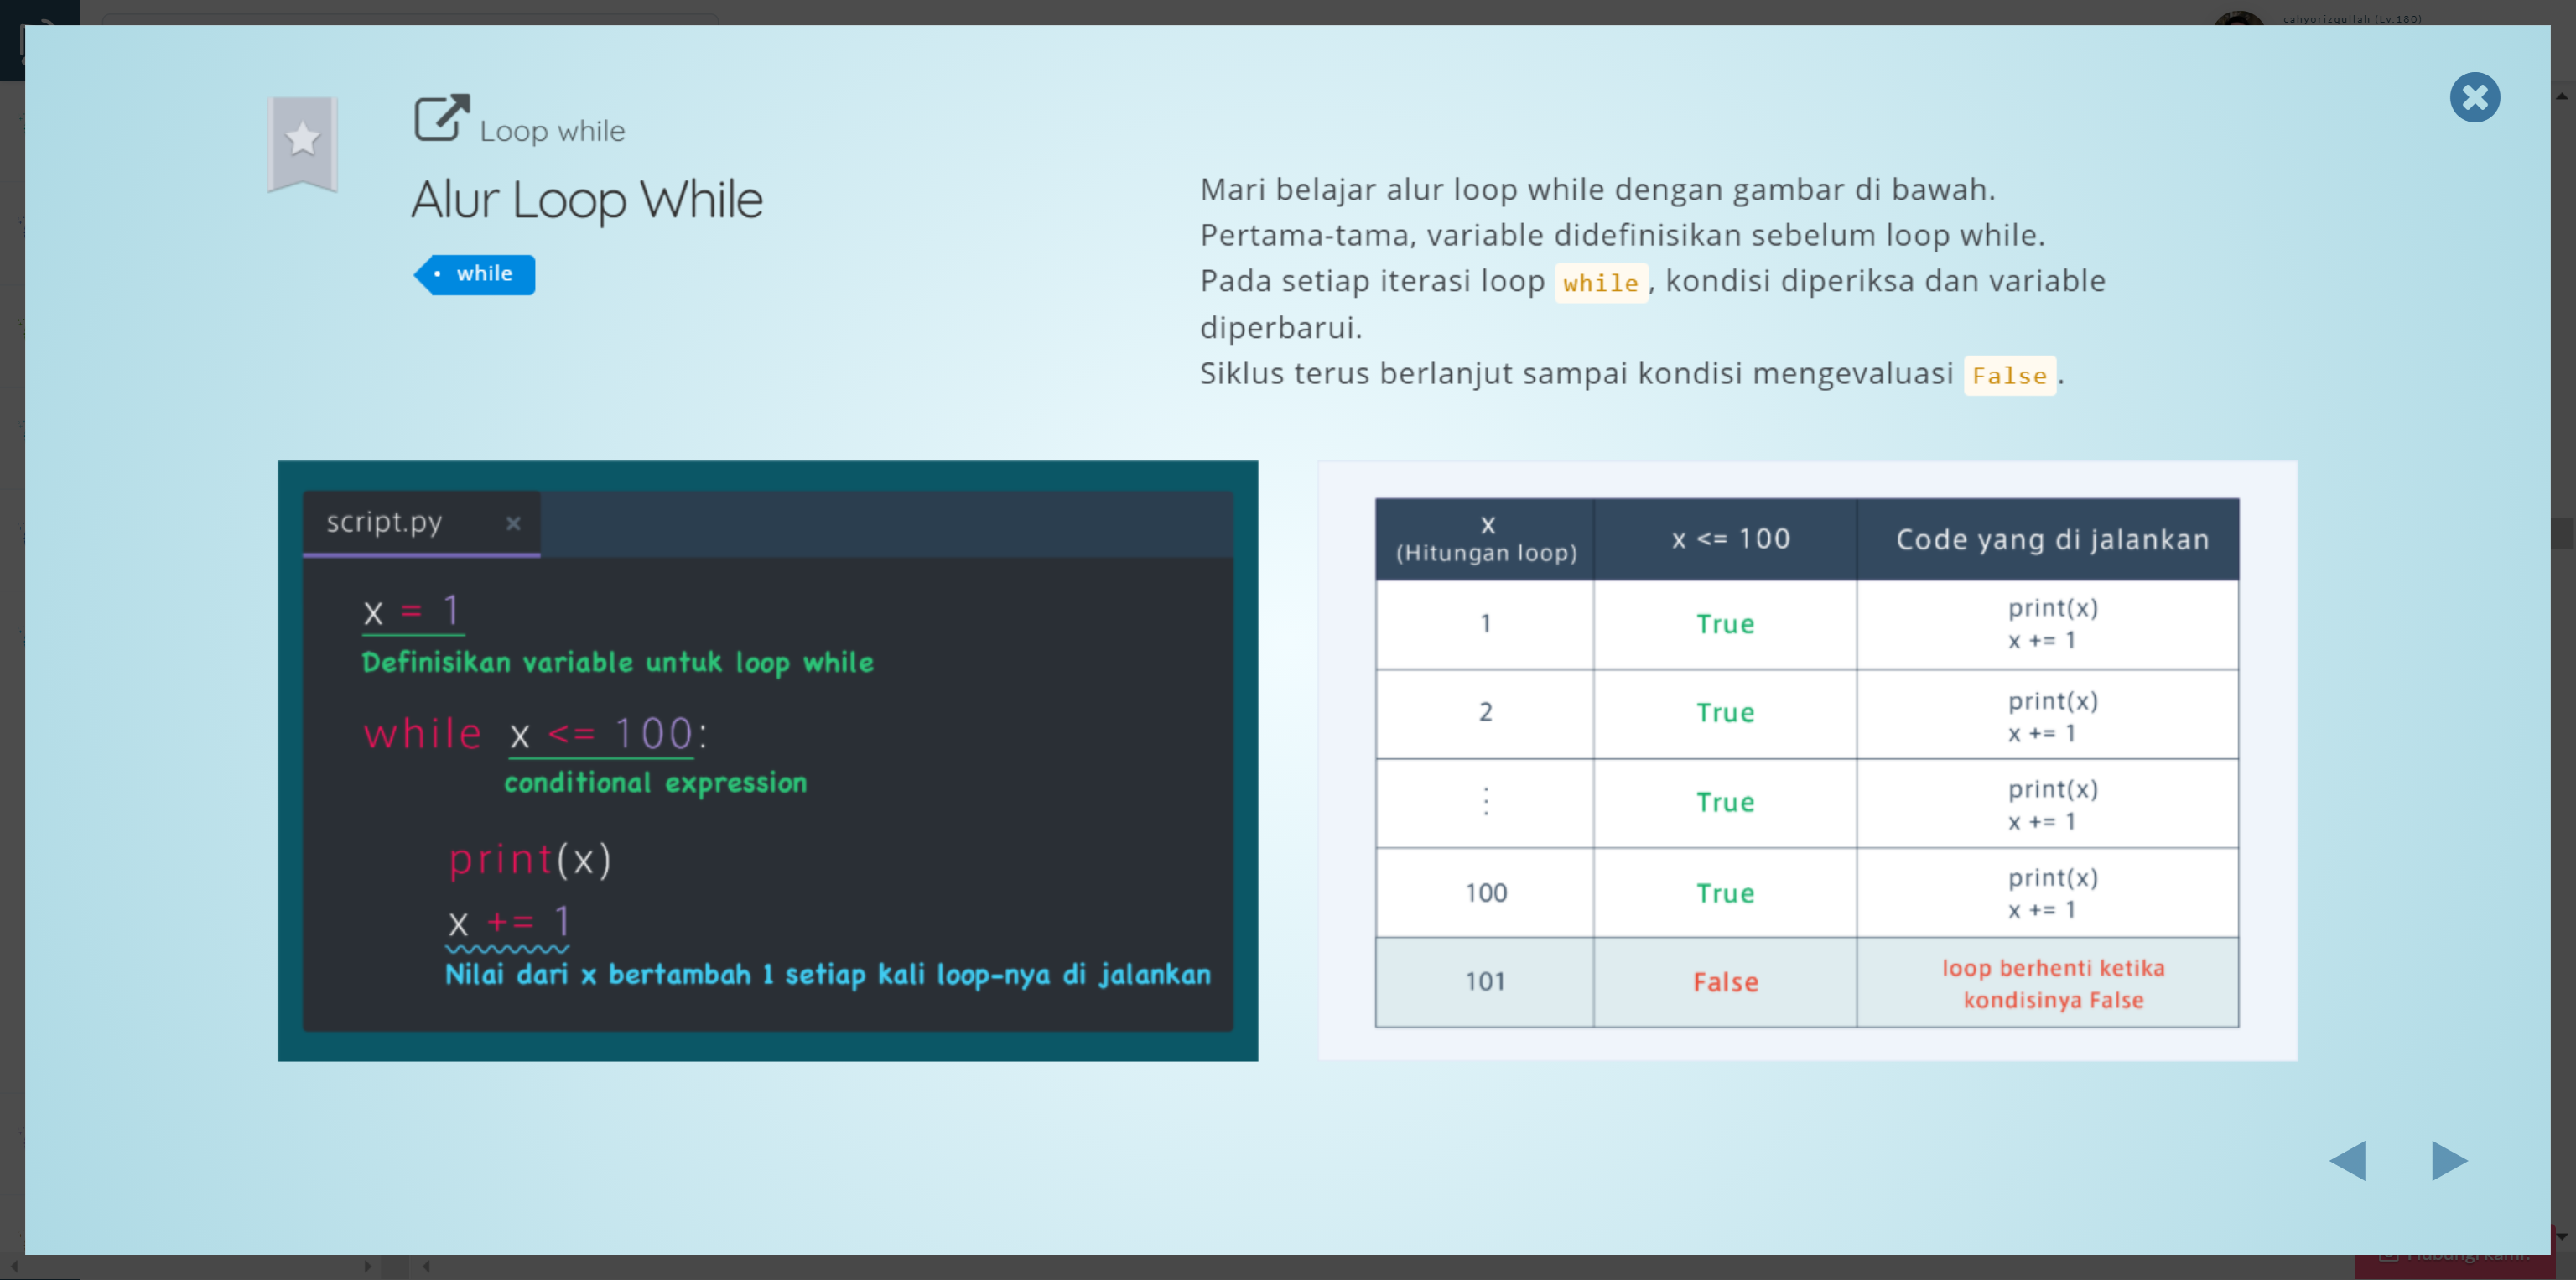 cahyorizqullah (Lv.180)
Loop while
Alur Loop While
• while
Mari belajar alur loop while dengan gambar di bawah.
Pertama-tama, variable didefinisikan sebelum loop while.
Pada setiap iterasi loop while, kondisi diperiksa dan variable
diperbarui.
Siklus terus berlanjut sampai kondisi mengevaluasi False.
script.py ×
x = 1
Definisikan variable untuk loop while
while x <= 100:
conditional expression
print(x)
x += 1
Nilai dari x bertambah 1 setiap kali loop-nya di jalankan
x
(Hitungan loop)
x <= 100
Code yang di jalankan
1
True
print(x)
x += 1
2
True
print(x)
x += 1
⋮
True
print(x)
x += 1
100
True
print(x)
x += 1
101
False
loop berhenti ketika
kondisinya False
Hubungi kami!